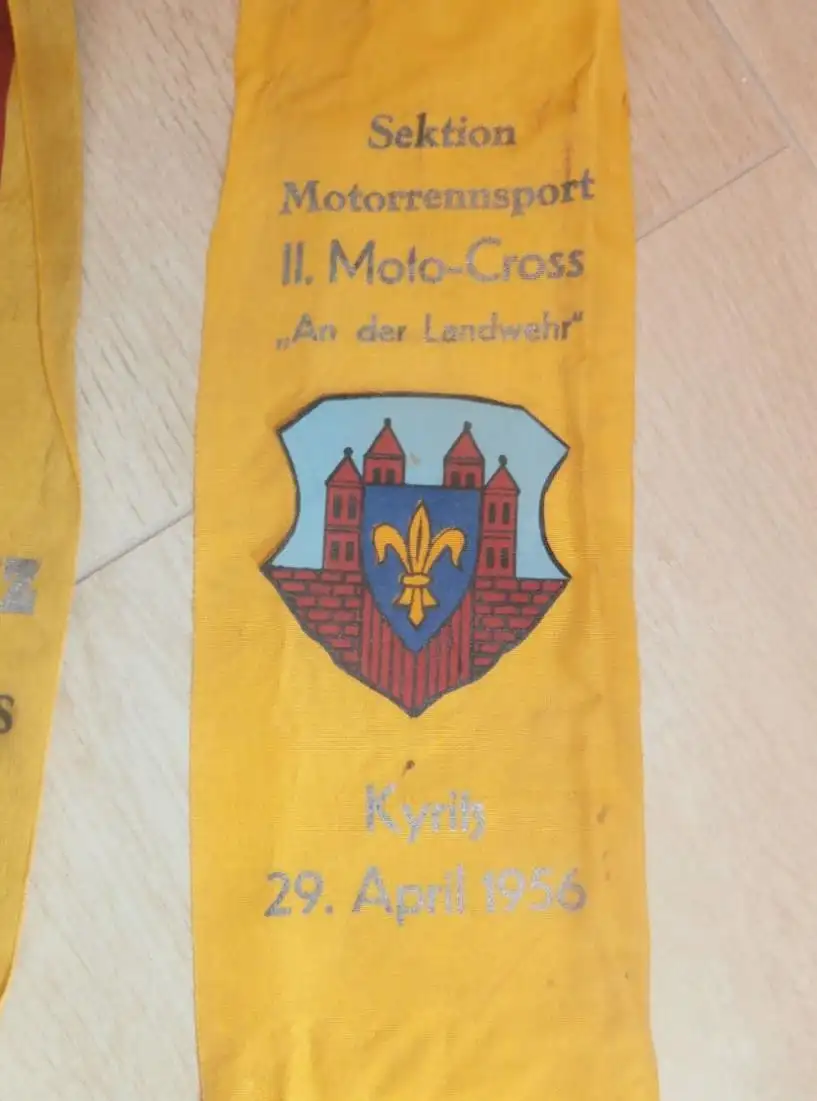 Sektion
Motorrennsport
II. Moto-Cross
„An der Landwehr“
Kyritz
29. April 1956
z
s